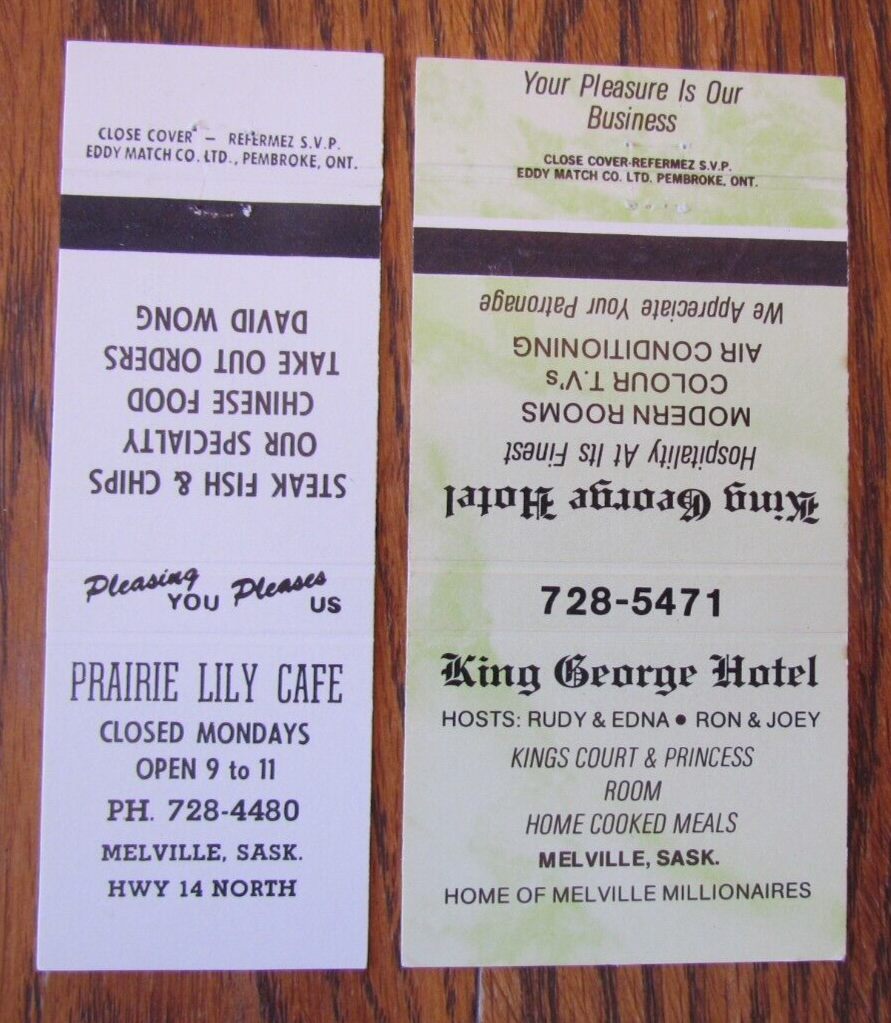 CLOSE COVER — REFERMEZ S.V.P.
EDDY MATCH CO. LTD., PEMBROKE, ONT.
STEAK FISH & CHIPS
OUR SPECIALTY
CHINESE FOOD
TAKE OUT ORDERS
DAVID WONG
Pleasing YOU Pleases US
PRAIRIE LILY CAFE
CLOSED MONDAYS
OPEN 9 to 11
PH. 728-4480
MELVILLE, SASK.
HWY 14 NORTH
Your Pleasure Is Our
Business
CLOSE COVER-REFERMEZ S.V.P.
EDDY MATCH CO. LTD. PEMBROKE, ONT.
King George Hotel
Hospitality At Its Finest
MODERN ROOMS
COLOUR T.V's
AIR CONDITIONING
We Appreciate Your Patronage
728-5471
King George Hotel
HOSTS: RUDY & EDNA • RON & JOEY
KINGS COURT & PRINCESS
ROOM
HOME COOKED MEALS
MELVILLE, SASK.
HOME OF MELVILLE MILLIONAIRES